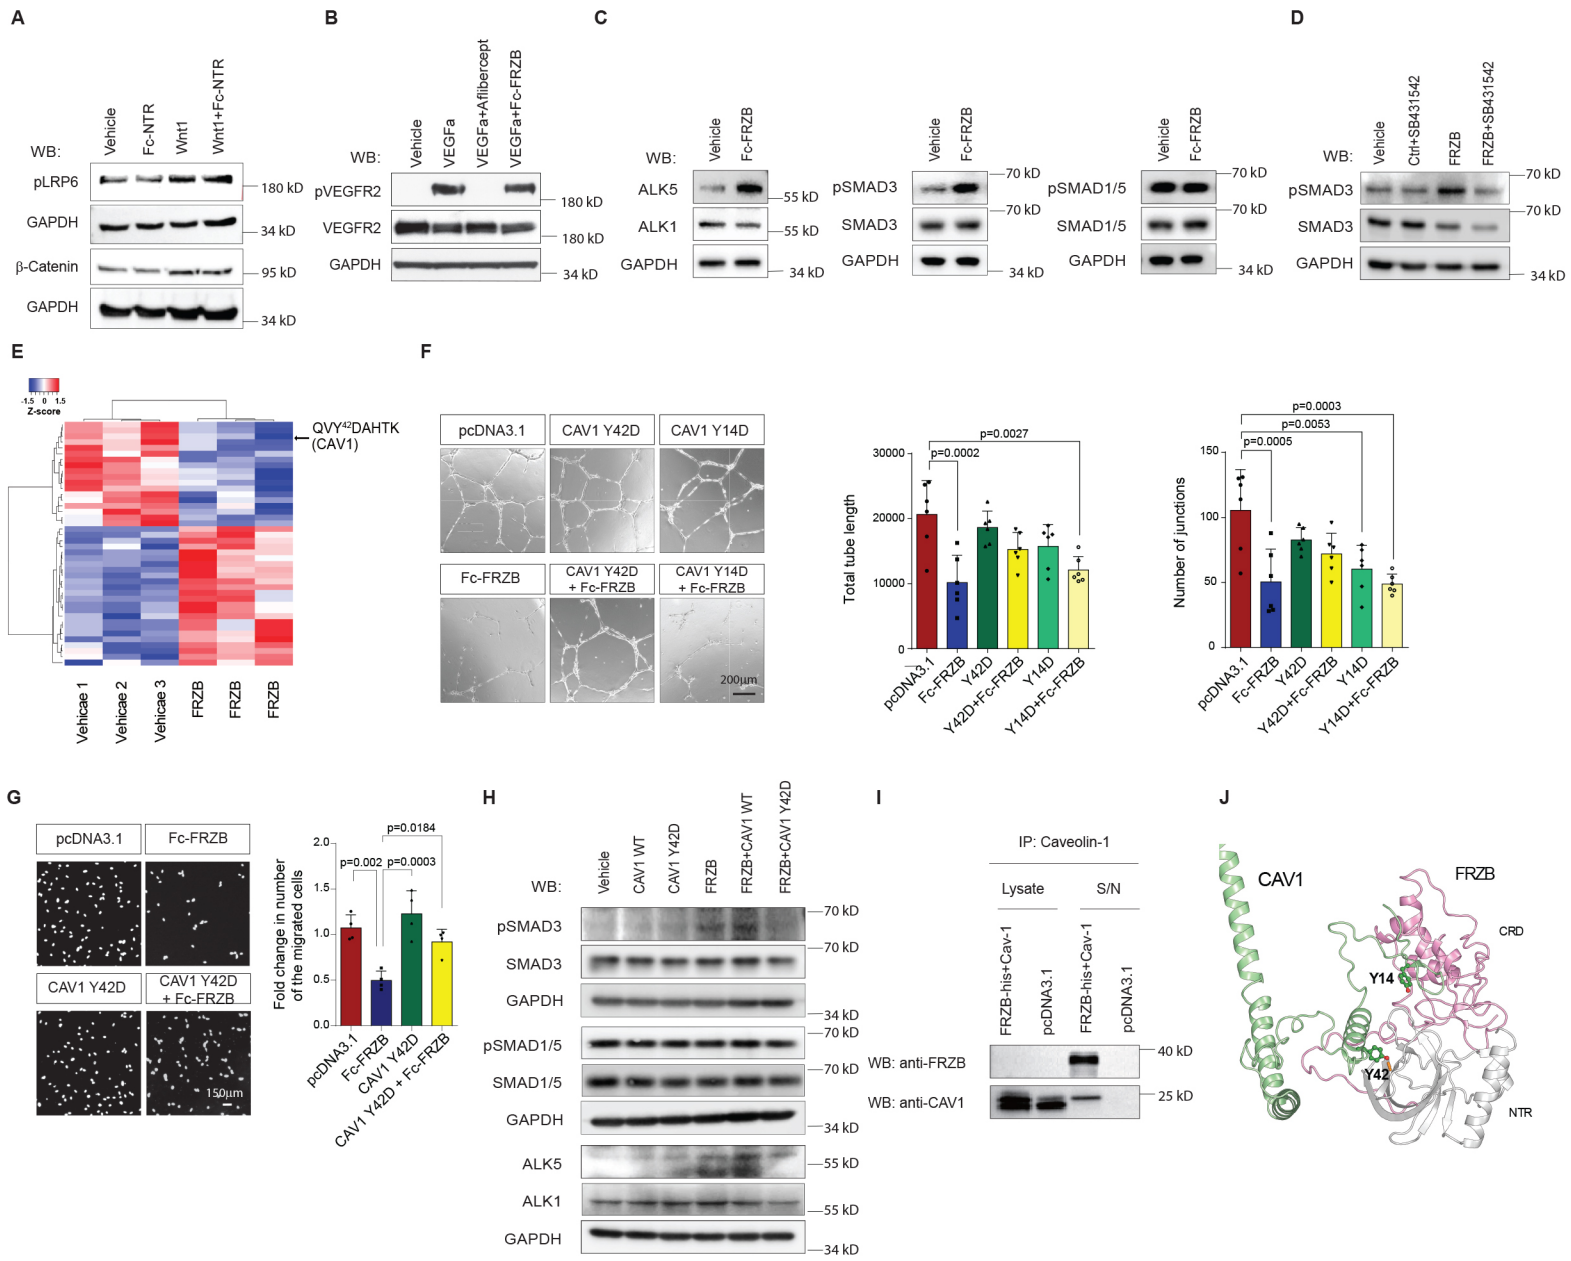 A
Vehicle
Fc-NTR
Wnt1
Wnt1+Fc-NTR
WB:
pLRP6
180 kD
GAPDH
34 kD
β-Catenin
95 kD
GAPDH
34 kD
B
Vehicle
VEGFa
VEGFa+Aflibercept
VEGFa+Fc-FRZB
WB:
pVEGFR2
180 kD
VEGFR2
180 kD
GAPDH
34 kD
C
Vehicle
Fc-FRZB
WB:
ALK5
55 kD
ALK1
55 kD
GAPDH
34 kD
Vehicle
Fc-FRZB
pSMAD3
70 kD
SMAD3
70 kD
GAPDH
34 kD
Vehicle
Fc-FRZB
pSMAD1/5
70 kD
SMAD1/5
70 kD
GAPDH
34 kD
D
Vehicle
Ctrl+SB431542
FRZB
FRZB+SB431542
WB:
pSMAD3
70 kD
SMAD3
70 kD
GAPDH
34 kD
E
-1.5 0 1.5
Z-score
QVY42DAHTK
(CAV1)
Vehicae 1
Vehicae 2
Vehicae 3
FRZB
FRZB
FRZB
F
pcDNA3.1
CAV1 Y42D
CAV1 Y14D
Fc-FRZB
CAV1 Y42D
+ Fc-FRZB
CAV1 Y14D
+ Fc-FRZB
200μm
Total tube length
30000
20000
10000
0
p=0.0027
p=0.0002
pcDNA3.1
Fc-FRZB
Y42D
Y42D+Fc-FRZB
Y14D
Y14D+Fc-FRZB
Number of junctions
150
100
50
0
p=0.0003
p=0.0053
p=0.0005
pcDNA3.1
Fc-FRZB
Y42D
Y42D+Fc-FRZB
Y14D
Y14D+Fc-FRZB
G
pcDNA3.1
Fc-FRZB
CAV1 Y42D
CAV1 Y42D
+ Fc-FRZB
150μm
Fold change in number
of the migrated cells
2.0
1.5
1.0
0.5
0.0
p=0.0184
p=0.002
p=0.0003
pcDNA3.1
Fc-FRZB
CAV1 Y42D
CAV1 Y42D + Fc-FRZB
H
Vehicle
CAV1 WT
CAV1 Y42D
FRZB
FRZB+CAV1 WT
FRZB+CAV1 Y42D
WB:
pSMAD3
70 kD
SMAD3
70 kD
GAPDH
34 kD
pSMAD1/5
70 kD
SMAD1/5
70 kD
GAPDH
34 kD
ALK5
55 kD
ALK1
55 kD
GAPDH
34 kD
I
IP: Caveolin-1
Lysate
S/N
FRZB-his+Cav-1
pcDNA3.1
FRZB-his+Cav-1
pcDNA3.1
WB: anti-FRZB
40 kD
WB: anti-CAV1
25 kD
J
CAV1
FRZB
CRD
Y14
Y42
NTR